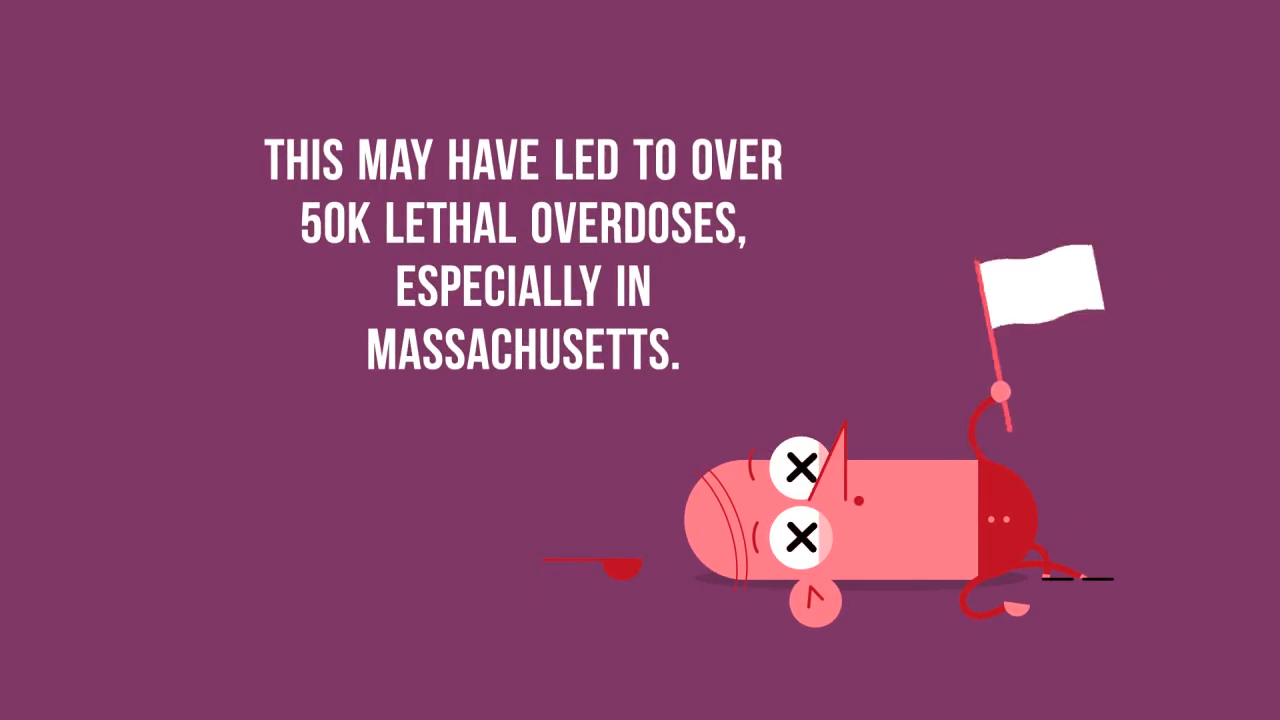 THIS MAY HAVE LED TO OVER
50K LETHAL OVERDOSES,
ESPECIALLY IN
MASSACHUSETTS.